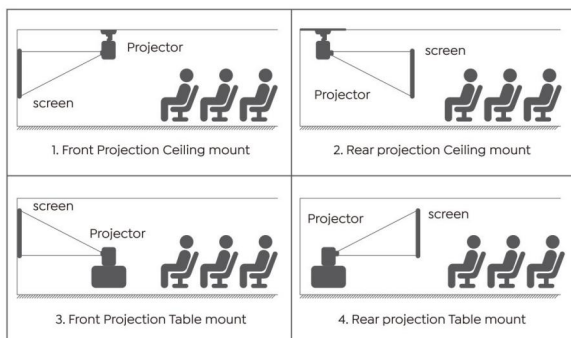 Projector
screen
1. Front Projection Ceiling mount
screen
Projector
2. Rear projection Ceiling mount
screen
Projector
3. Front Projection Table mount
Projector
screen
4. Rear projection Table mount